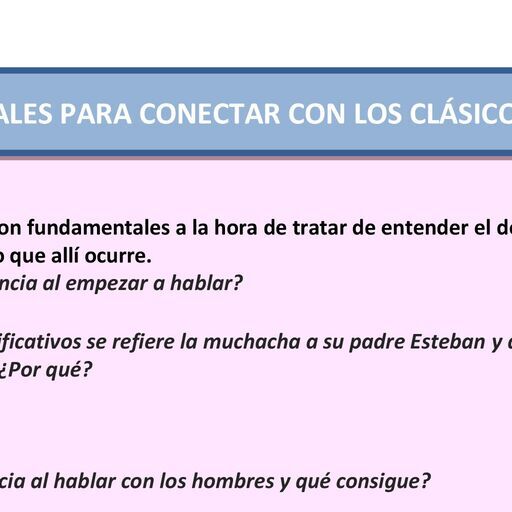 ALES PARA CONECTAR CON LOS CLÁSICO
on fundamentales a la hora de tratar de entender el d
o que allí ocurre.
ncia al empezar a hablar?
ificativos se refiere la muchacha a su padre Esteban y
¿Por qué?
cia al hablar con los hombres y qué consigue?